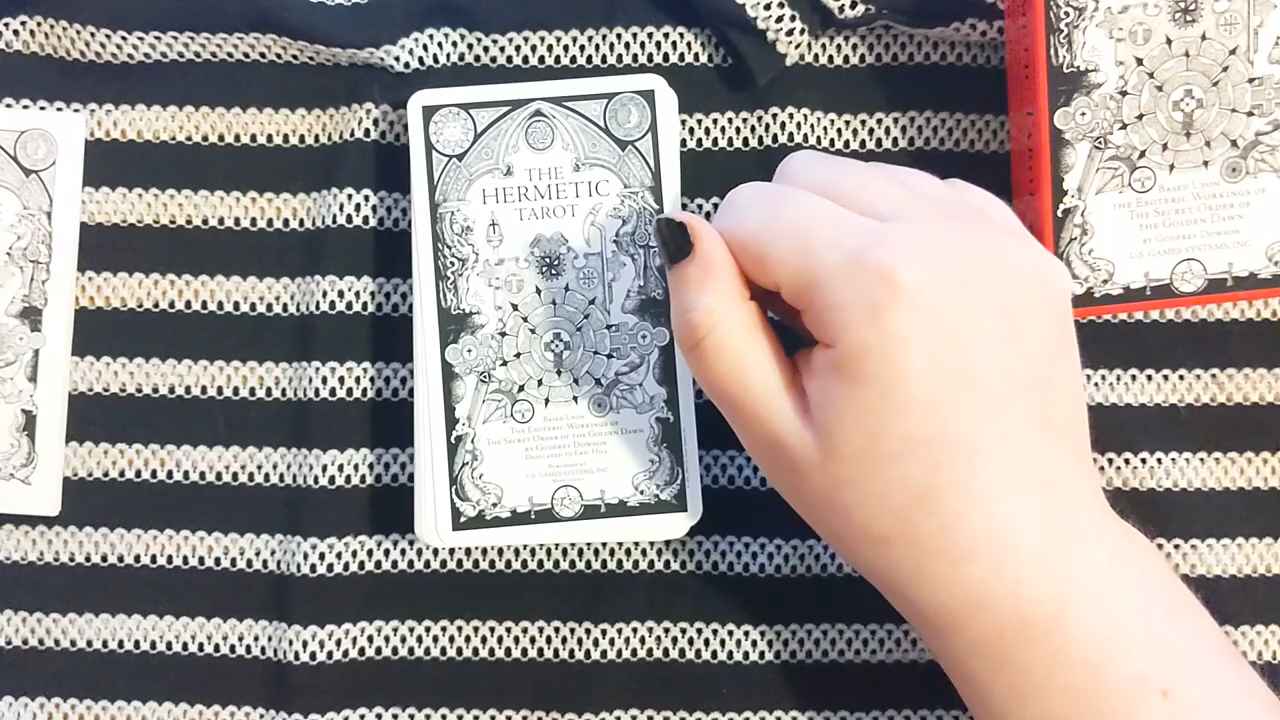 THE
HERMETIC
TAROT
BASED UPON
THE ESOTERIC WORKINGS OF
THE SECRET ORDER OF THE GOLDEN DAWN
BY GODFREY DOWSON
DEDICATED TO ERIC HILL
PUBLISHED BY
U.S. GAMES SYSTEMS, INC.
BASED UPON
THE ESOTERIC WORKINGS OF
THE SECRET ORDER OF
THE GOLDEN DAWN
BY GODFREY DOWSON
U.S. GAMES SYSTEMS, INC.